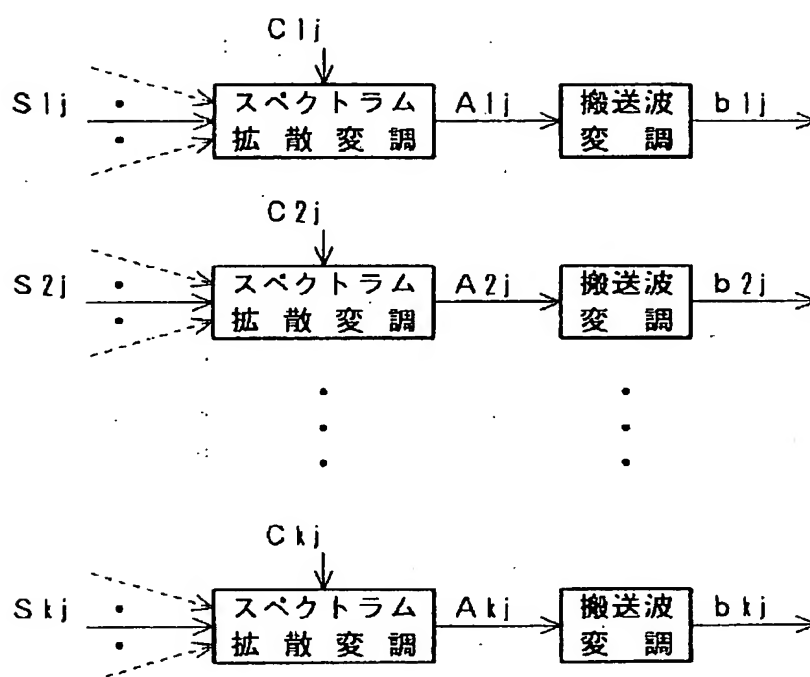 C1j
S1j
スペクトラム
拡散変調
A1j
搬送波
変調
b1j
C2j
S2j
スペクトラム
拡散変調
A2j
搬送波
変調
b2j
Ckj
Skj
スペクトラム
拡散変調
Akj
搬送波
変調
bkj